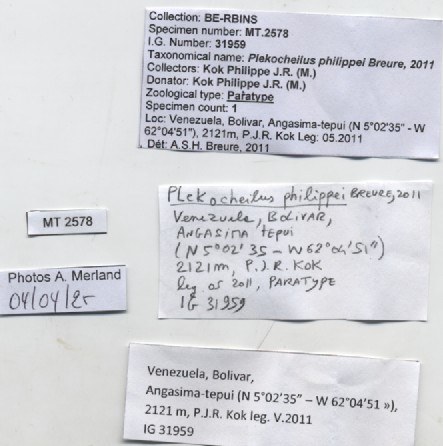 Collection: BE-RBINS
Specimen number: MT.2578
I.G. Number: 31959
Taxonomical name: Plekocheilus philippei Breure, 2011
Collectors: Kok Philippe J.R. (M.)
Donator: Kok Philippe J.R. (M.)
Zoological type: Paratype
Specimen count: 1
Loc: Venezuela, Bolivar, Angasima-tepui (N 5°02'35" - W
62°04'51"), 2121m, P.J.R. Kok Leg: 05.2011
Dét: A.S.H. Breure, 2011
Plekocheilus philippei BREURE, 2011
Venezuela, BOLIVAR,
ANGASIMA tepui
(N 5°02' 35 - W 62°04'51")
2121m, P.J.R. KOK
leg 05 2011, PARATYPE
IG 31959
MT 2578
Photos A. Merland
04/04/25
Venezuela, Bolivar,
Angasima-tepui (N 5°02'35" – W 62°04'51 »),
2121 m, P.J.R. Kok leg. V.2011
IG 31959